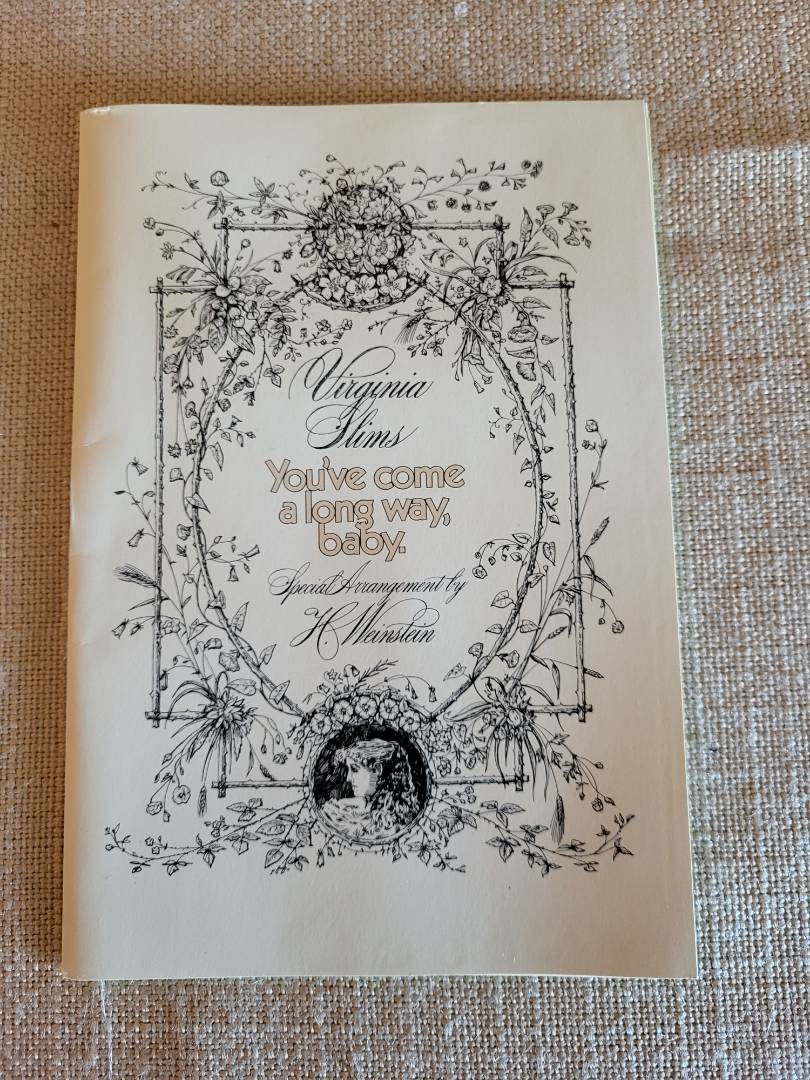 Virginia
Slims
You've come
a long way,
baby.
Special Arrangement by
H. Weinstein